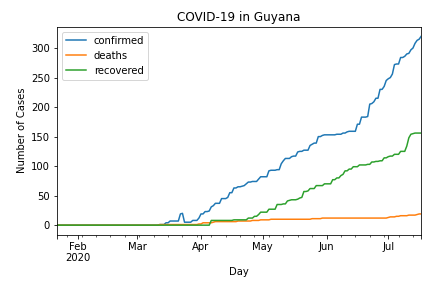 COVID-19 in Guyana
confirmed
deaths
recovered
Number of Cases
300
250
200
150
100
50
0
Feb Mar Apr May Jun Jul
2020
Day